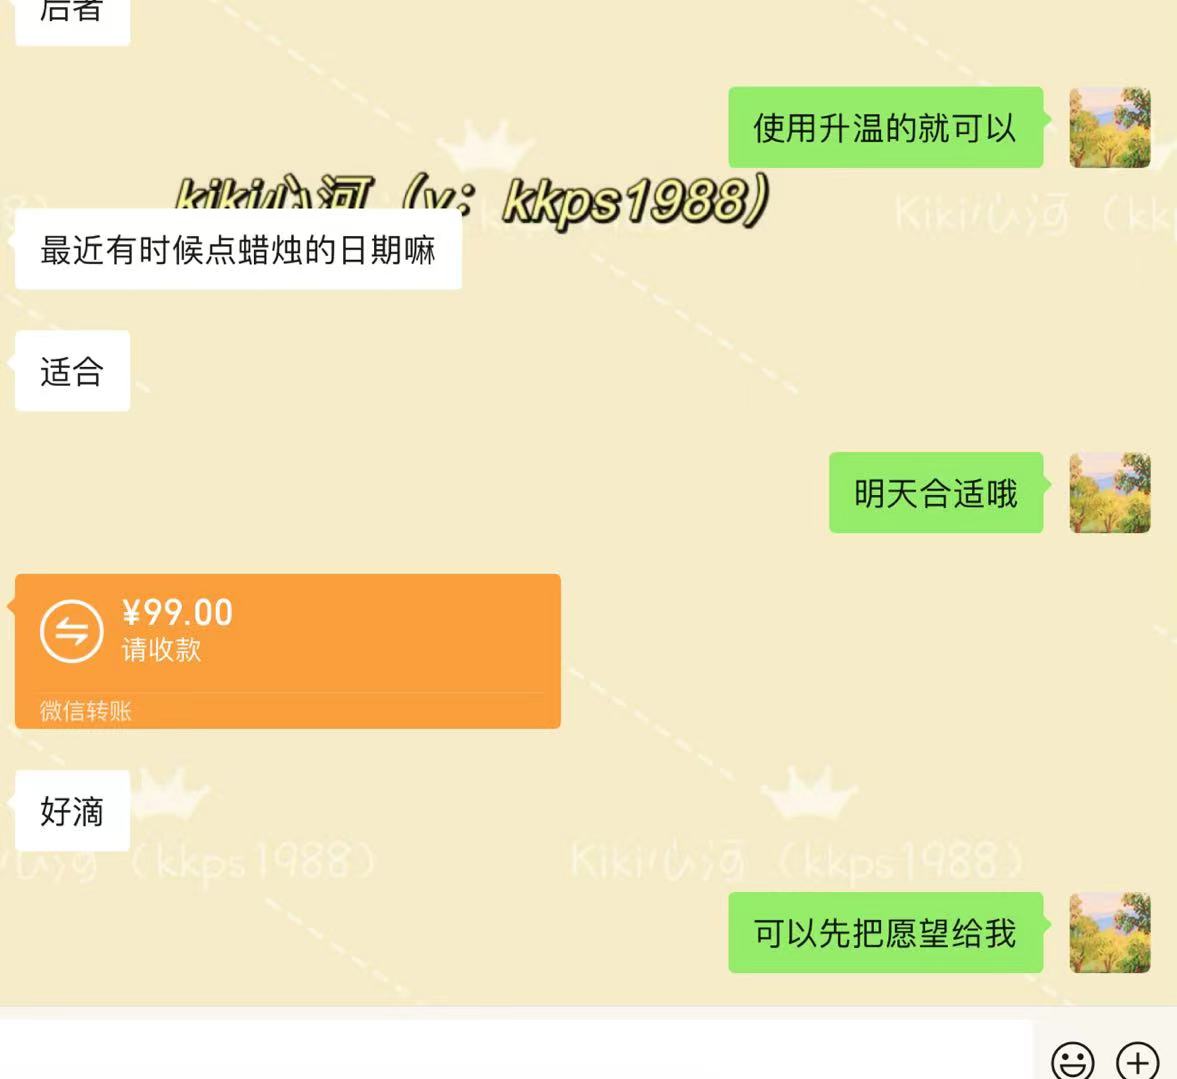 后者
使用升温的就可以
kiki心河（v：kkps1988）
Kiki心河（kk
最近有时候点蜡烛的日期嘛
适合
明天合适哦
¥99.00
请收款
微信转账
好滴
心河（kkps1988）
Kiki心河（kkps1988）
可以先把愿望给我